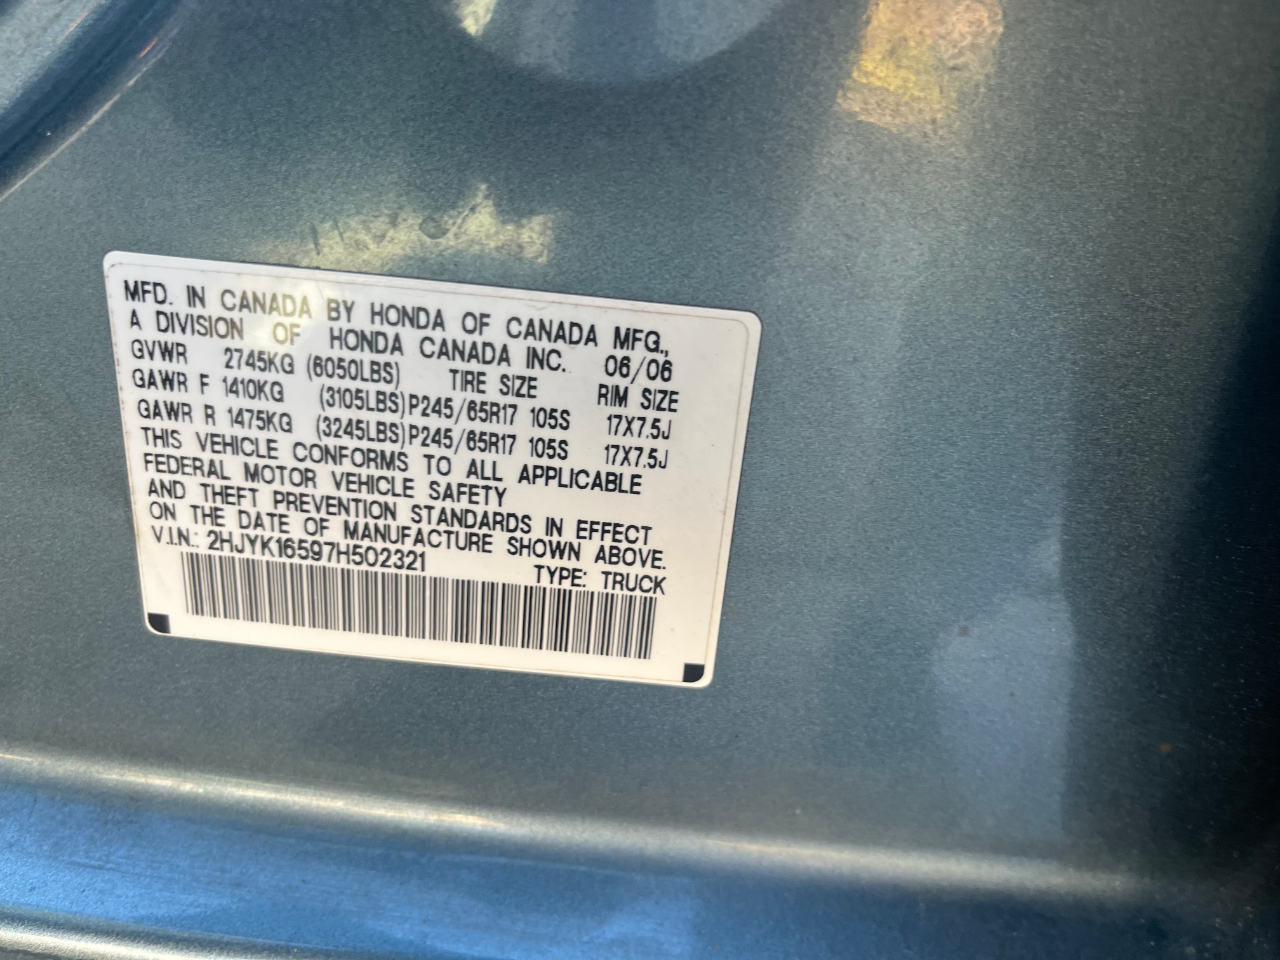 MFD. IN CANADA BY HONDA OF CANADA MFG.,
A DIVISION OF HONDA CANADA INC. 06/06
GVWR 2745KG (6050LBS) TIRE SIZE RIM SIZE
GAWR F 1410KG (3105LBS) P245/65R17 105S 17X7.5J
GAWR R 1475KG (3245LBS) P245/65R17 105S 17X7.5J
THIS VEHICLE CONFORMS TO ALL APPLICABLE
FEDERAL MOTOR VEHICLE SAFETY
AND THEFT PREVENTION STANDARDS IN EFFECT
ON THE DATE OF MANUFACTURE SHOWN ABOVE.
V.I.N.: 2HJYK16597H502321 TYPE: TRUCK